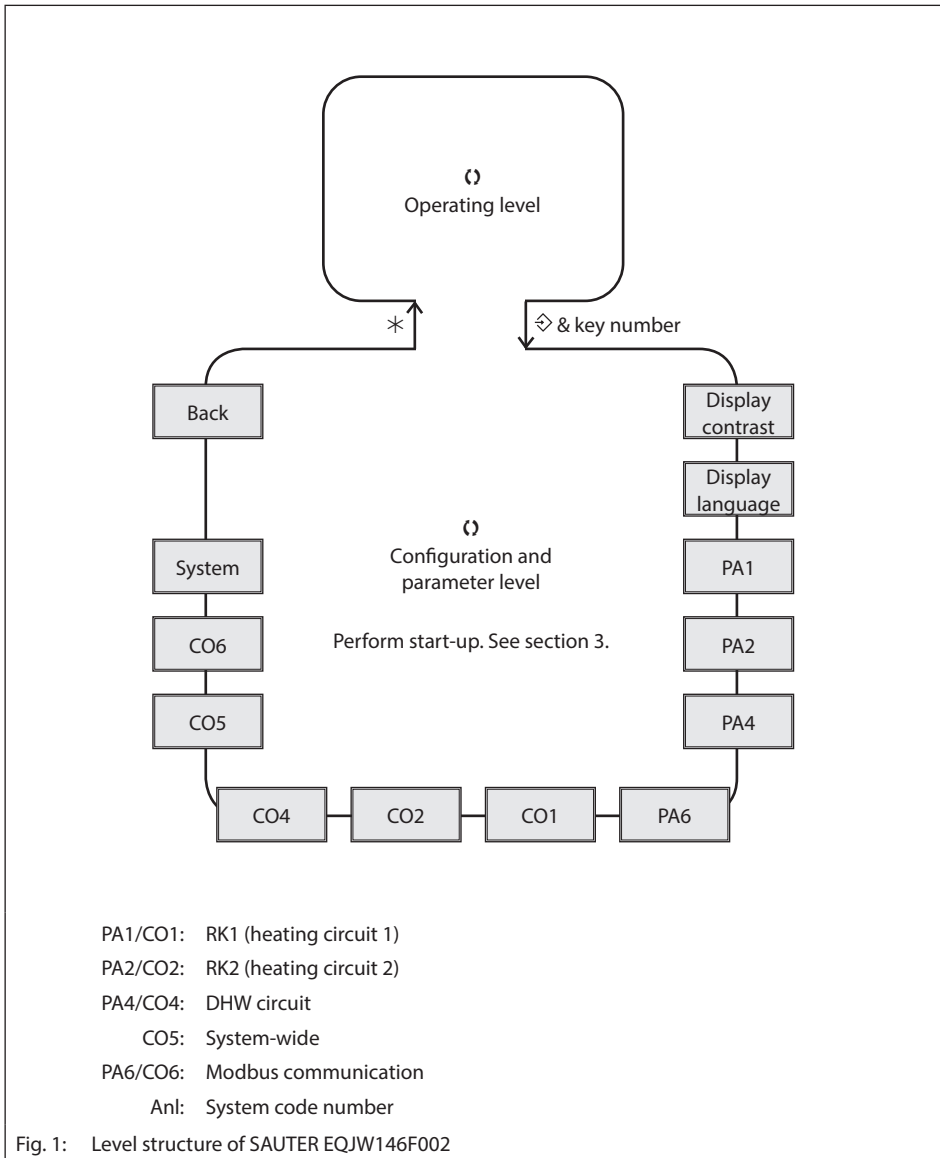 Operating level
* & key number
Back
Display
contrast
Display
language
System
Configuration and
parameter level
PA1
CO6
Perform start-up. See section 3.
PA2
CO5
PA4
CO4
CO2
CO1
PA6
PA1/CO1: RK1 (heating circuit 1)
PA2/CO2: RK2 (heating circuit 2)
PA4/CO4: DHW circuit
CO5: System-wide
PA6/CO6: Modbus communication
Anl: System code number
Fig. 1: Level structure of SAUTER EQJW146F002